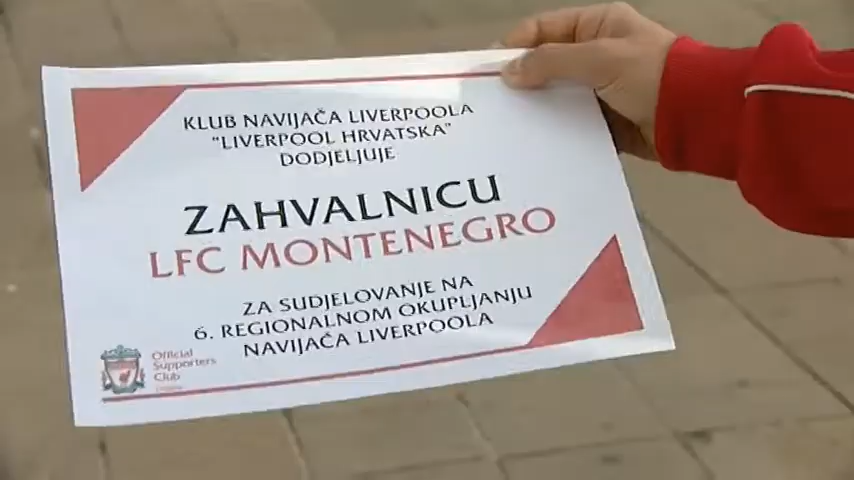 KLUB NAVIJAČA LIVERPOOLA
"LIVERPOOL HRVATSKA"
DODJELJUJE
ZAHVALNICU
LFC MONTENEGRO
ZA SUDJELOVANJE NA
6. REGIONALNOM OKUPLJANJU
NAVIJAČA LIVERPOOLA
Official
Supporters
Club